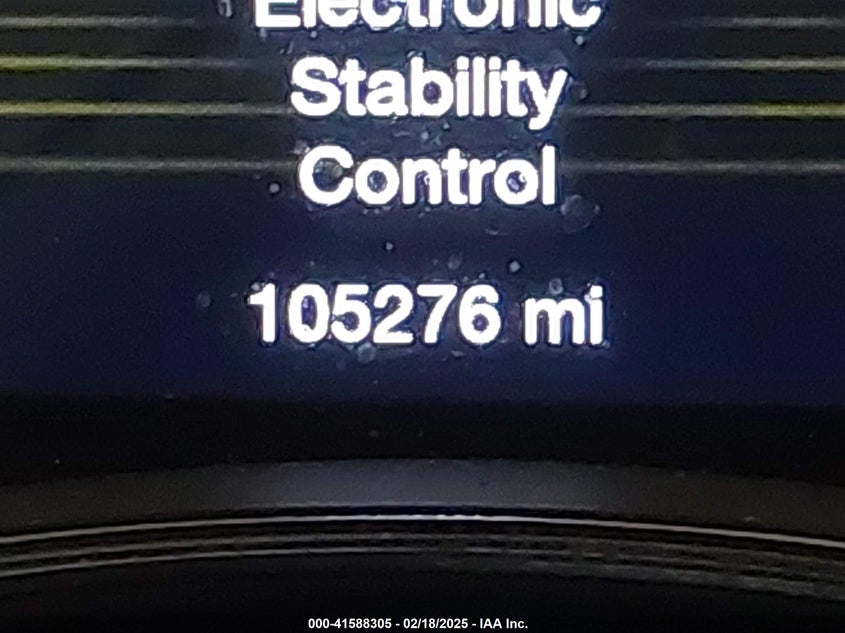 Electronic
Stability
Control
105276 mi
000-41588305 - 02/18/2025 - IAA Inc.